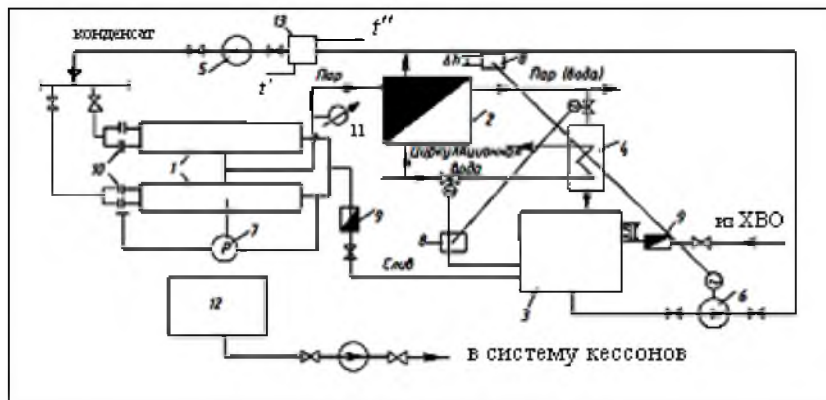 13
t''
конденсат
5
t'
Δh
8
Пар
Пар (вода)
11
2
10
1
Циркуляционная
вода
4
7
P
9
8
9
из ХВО
Слив
3
6
12
в систему кессонов